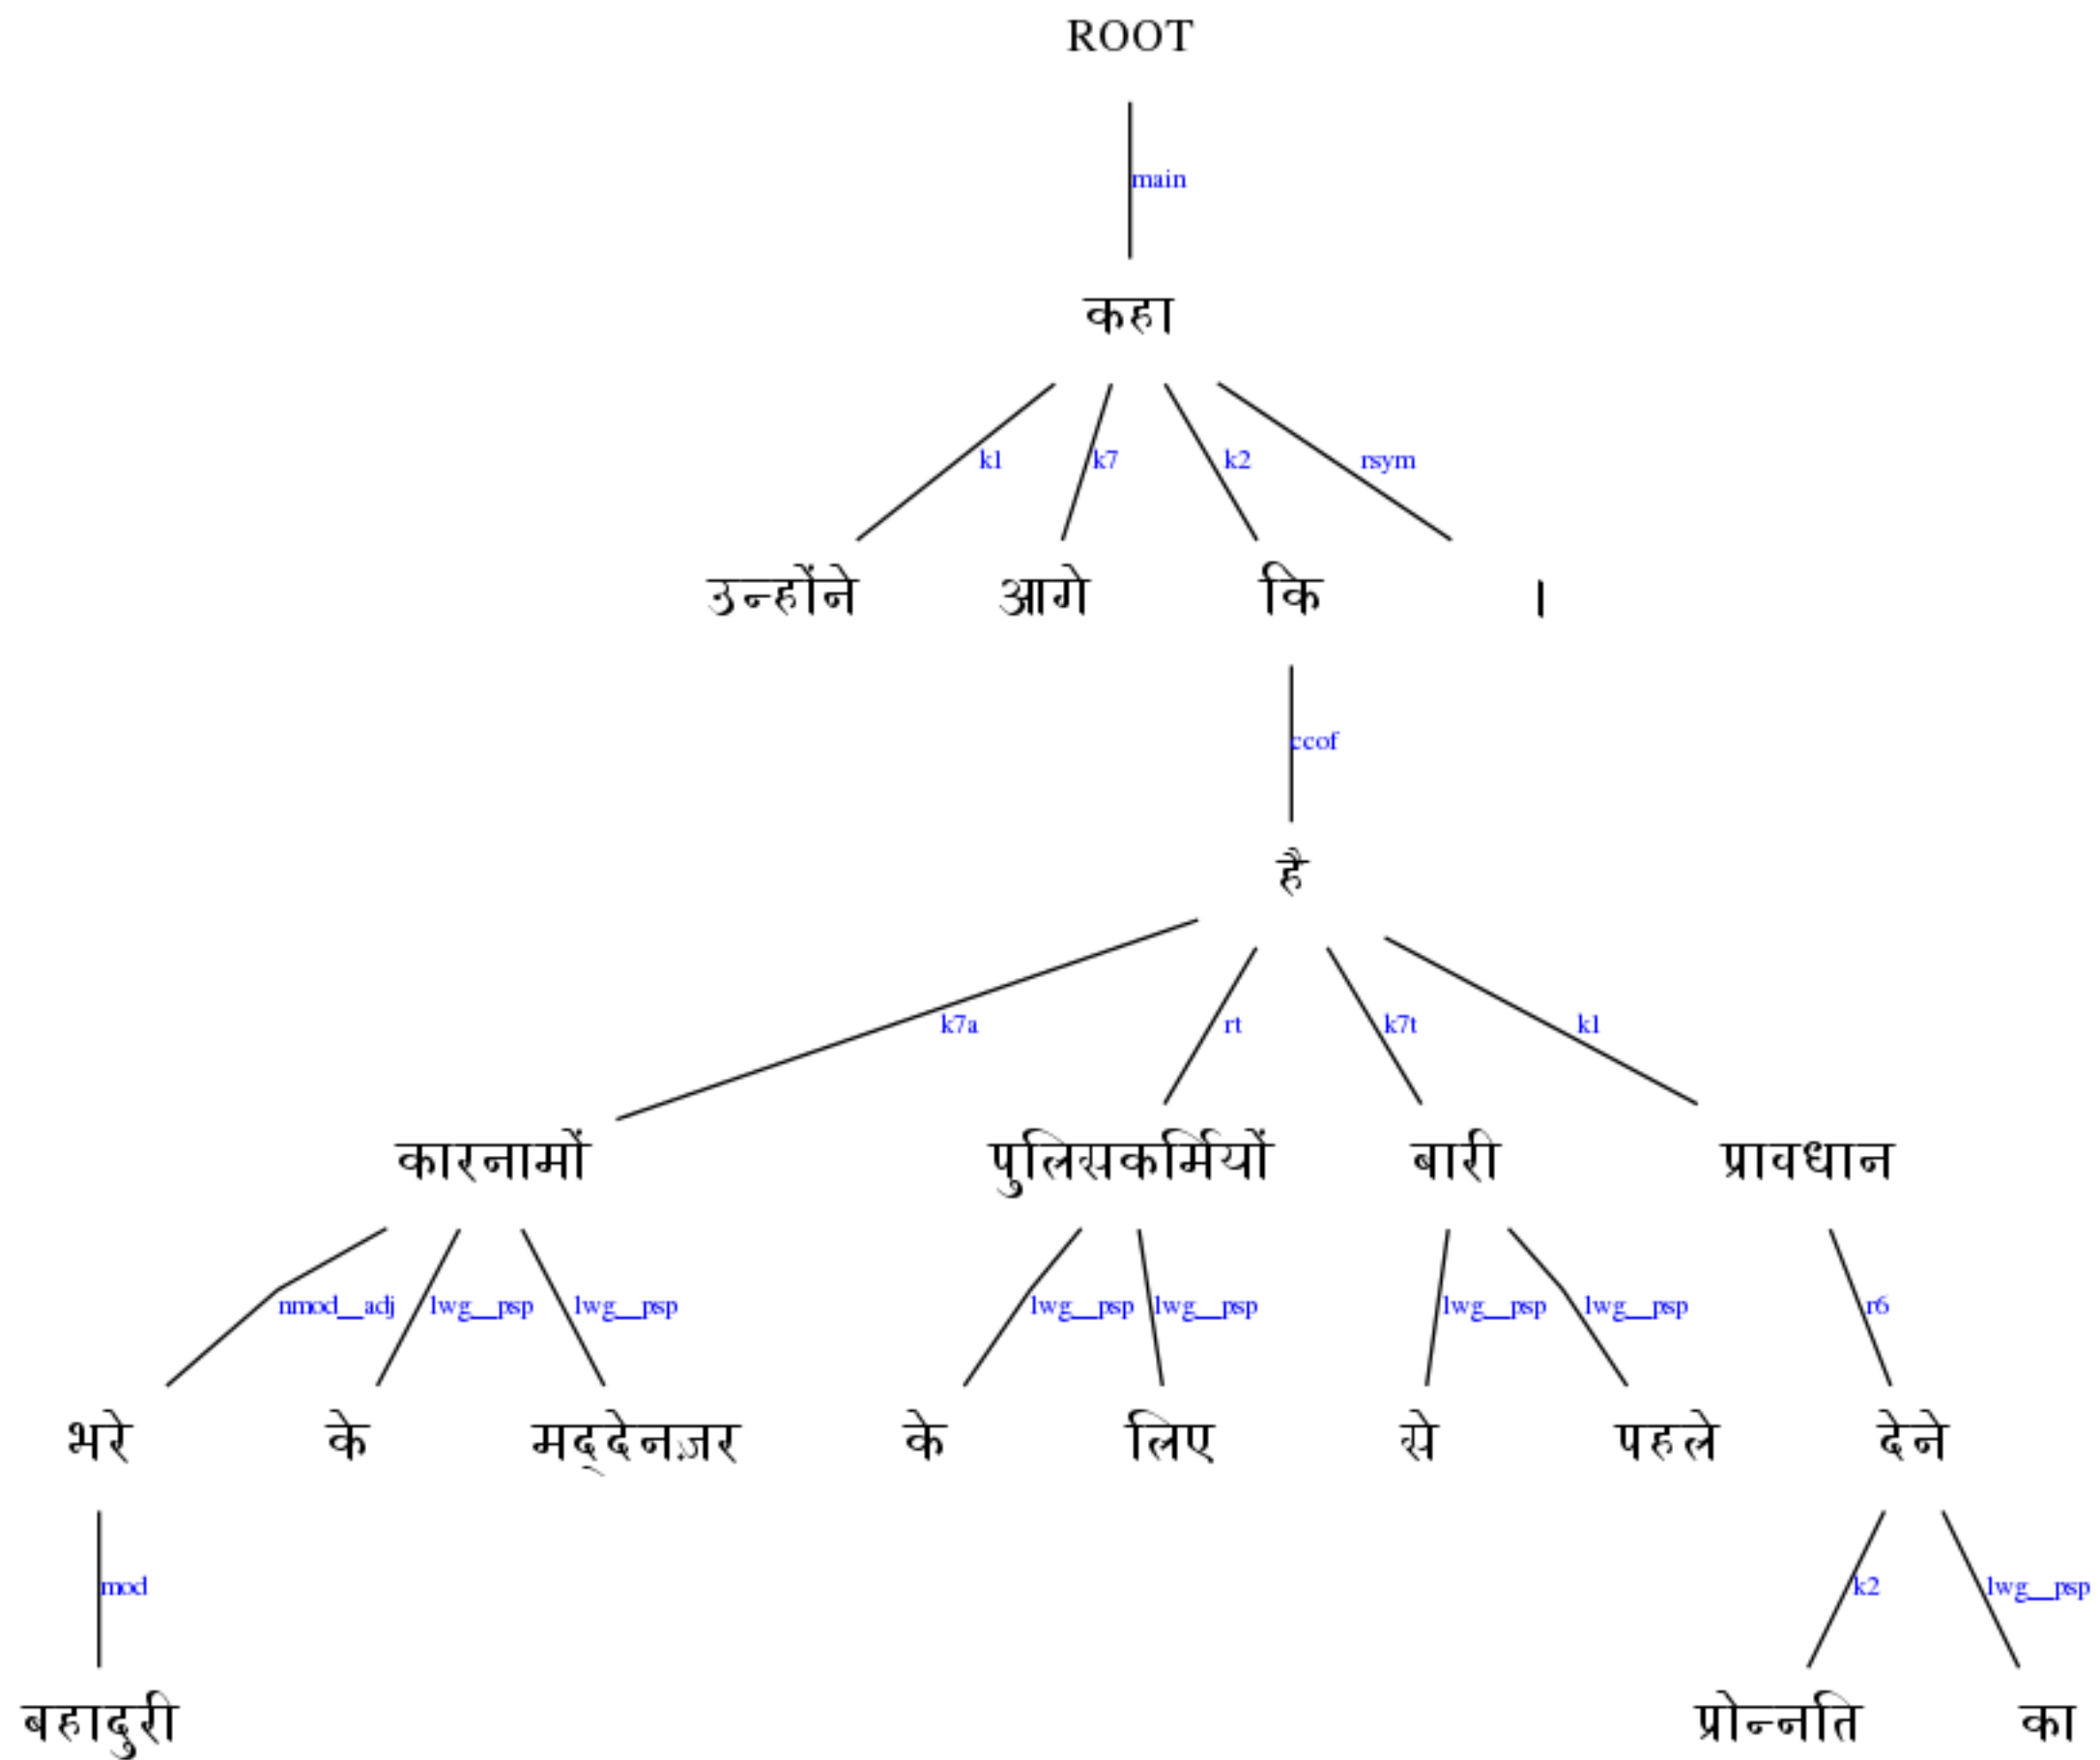 ROOT
main
कहा
k1 k7 k2 rsym
उन्होंने आगे कि ।
ccof
है
k7a rt k7t k1
कारनामों पुलिसकर्मियों बारी प्रावधान
nmod__adj lwg__psp lwg__psp lwg__psp lwg__psp lwg__psp lwg__psp r6
भरे के मद्देनज़र के लिए से पहले देने
mod k2 lwg__psp
बहादुरी प्रोन्नति का